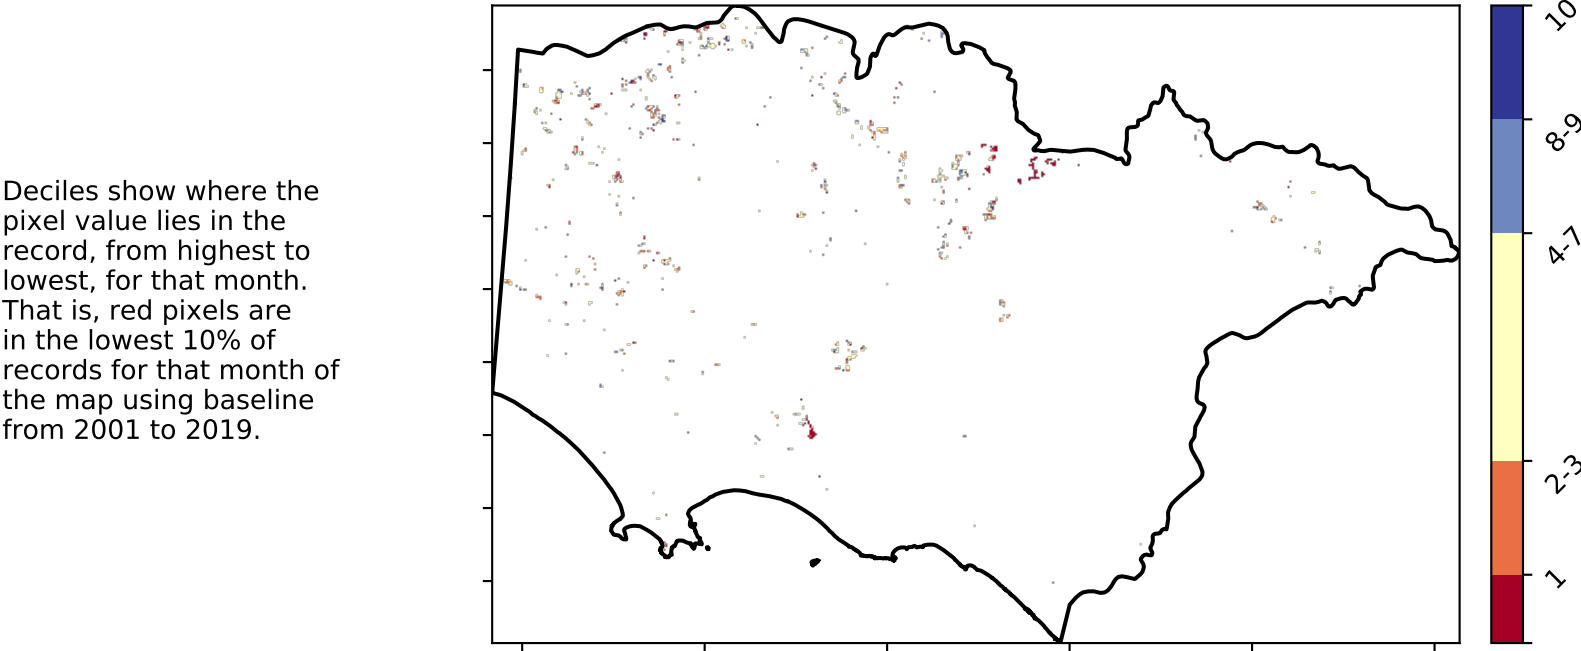 Deciles show where the
pixel value lies in the
record, from highest to
lowest, for that month.
That is, red pixels are
in the lowest 10% of
records for that month of
the map using baseline
from 2001 to 2019.
10
8-9
4-7
2-3
1